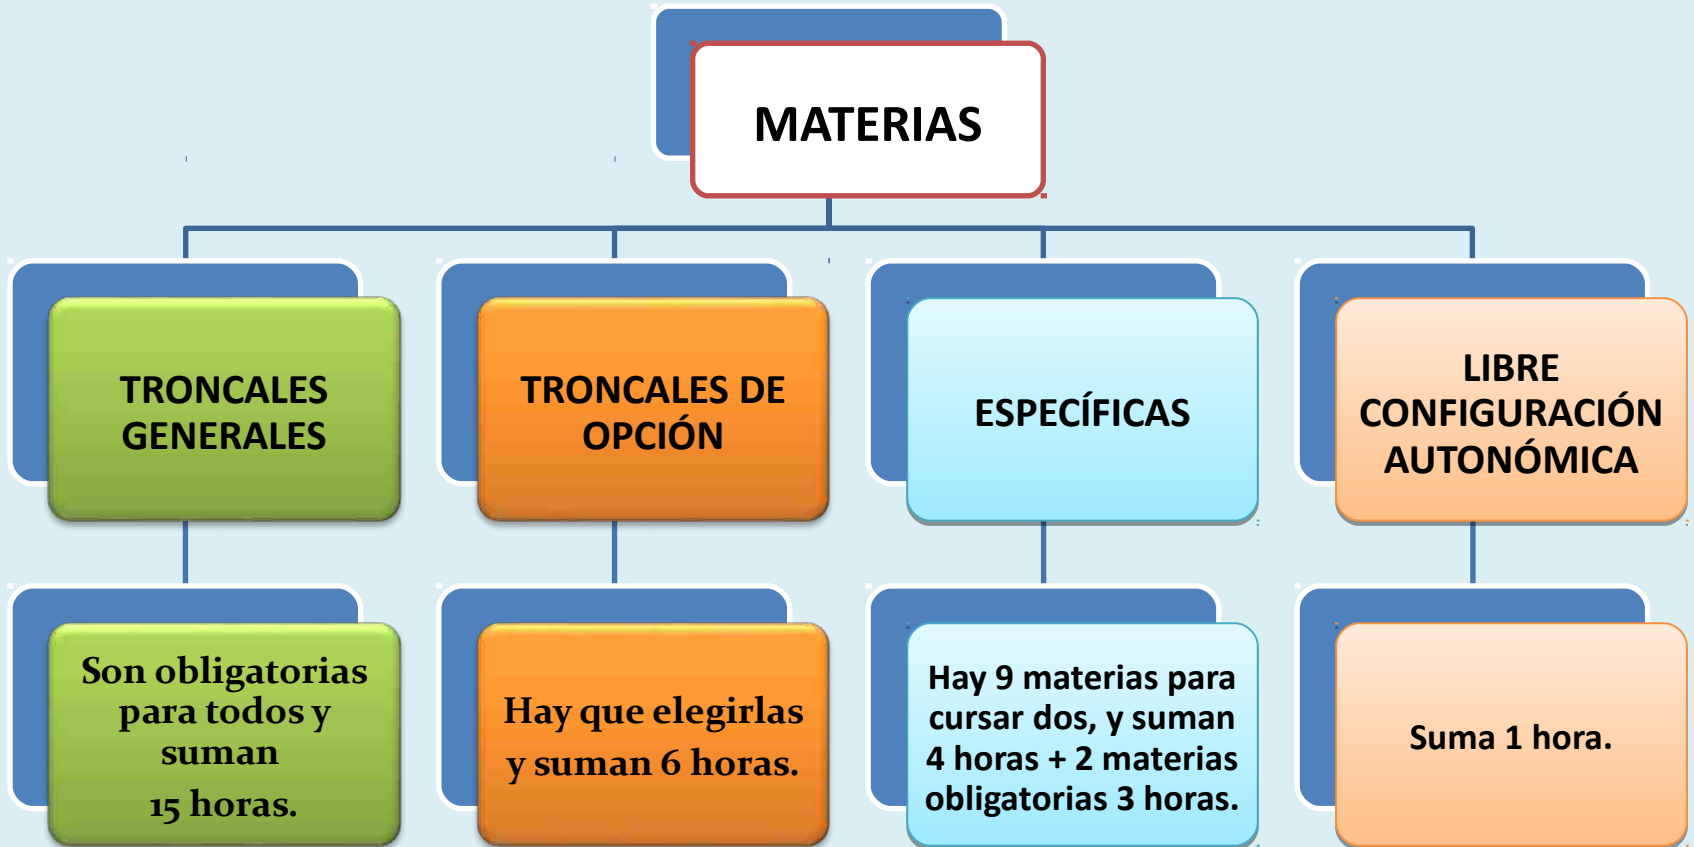 MATERIAS
TRONCALES
GENERALES
TRONCALES DE
OPCIÓN
ESPECÍFICAS
LIBRE
CONFIGURACIÓN
AUTONÓMICA
Son obligatorias
para todos y
suman
15 horas.
Hay que elegirlas
y suman 6 horas.
Hay 9 materias para
cursar dos, y suman
4 horas + 2 materias
obligatorias 3 horas.
Suma 1 hora.